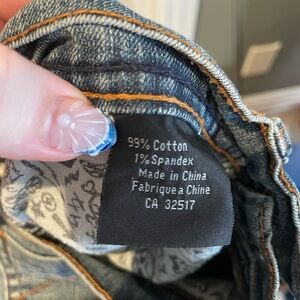 99% Cotton
1% Spandex
Made in China
Fabrique a Chine
CA 32517